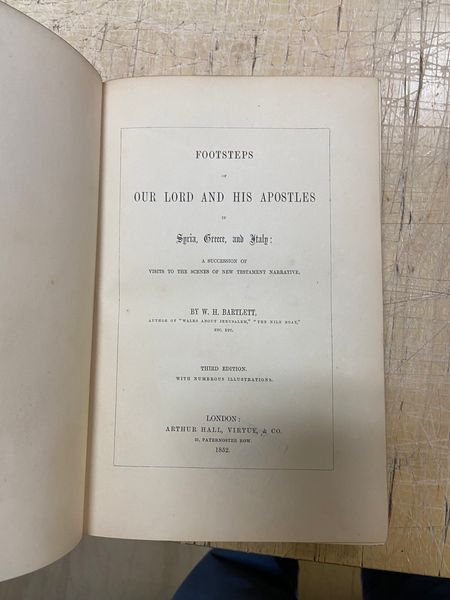 FOOTSTEPS
OF
OUR LORD AND HIS APOSTLES
IN
Syria, Greece, and Italy:
A SUCCESSION OF
VISITS TO THE SCENES OF NEW TESTAMENT NARRATIVE.
BY W. H. BARTLETT,
AUTHOR OF "WALKS ABOUT JERUSALEM," "THE NILE BOAT,"
ETC. ETC.
THIRD EDITION.
WITH NUMEROUS ILLUSTRATIONS.
LONDON:
ARTHUR HALL, VIRTUE, & CO.
25, PATERNOSTER ROW.
1852.